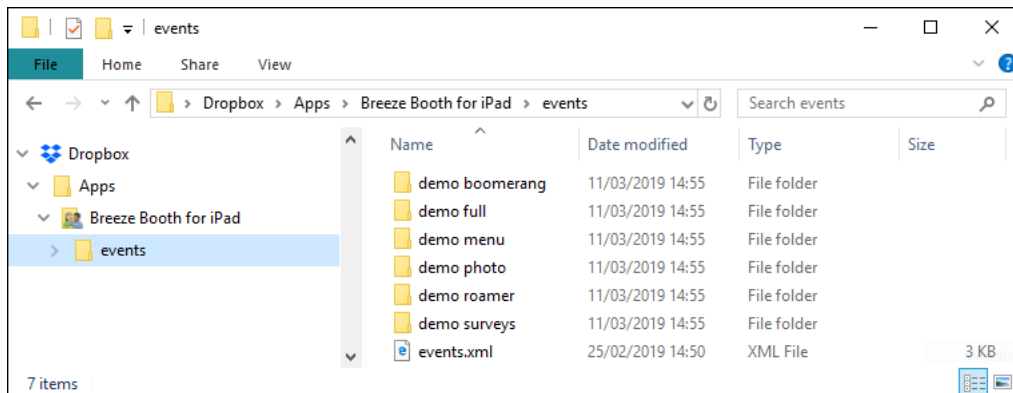 events
File Home Share View
Dropbox > Apps > Breeze Booth for iPad > events Search events
Name Date modified Type Size
Dropbox
Apps
Breeze Booth for iPad
events
demo boomerang 11/03/2019 14:55 File folder
demo full 11/03/2019 14:55 File folder
demo menu 11/03/2019 14:55 File folder
demo photo 11/03/2019 14:55 File folder
demo roamer 11/03/2019 14:55 File folder
demo surveys 11/03/2019 14:55 File folder
events.xml 25/02/2019 14:50 XML File 3 KB
7 items